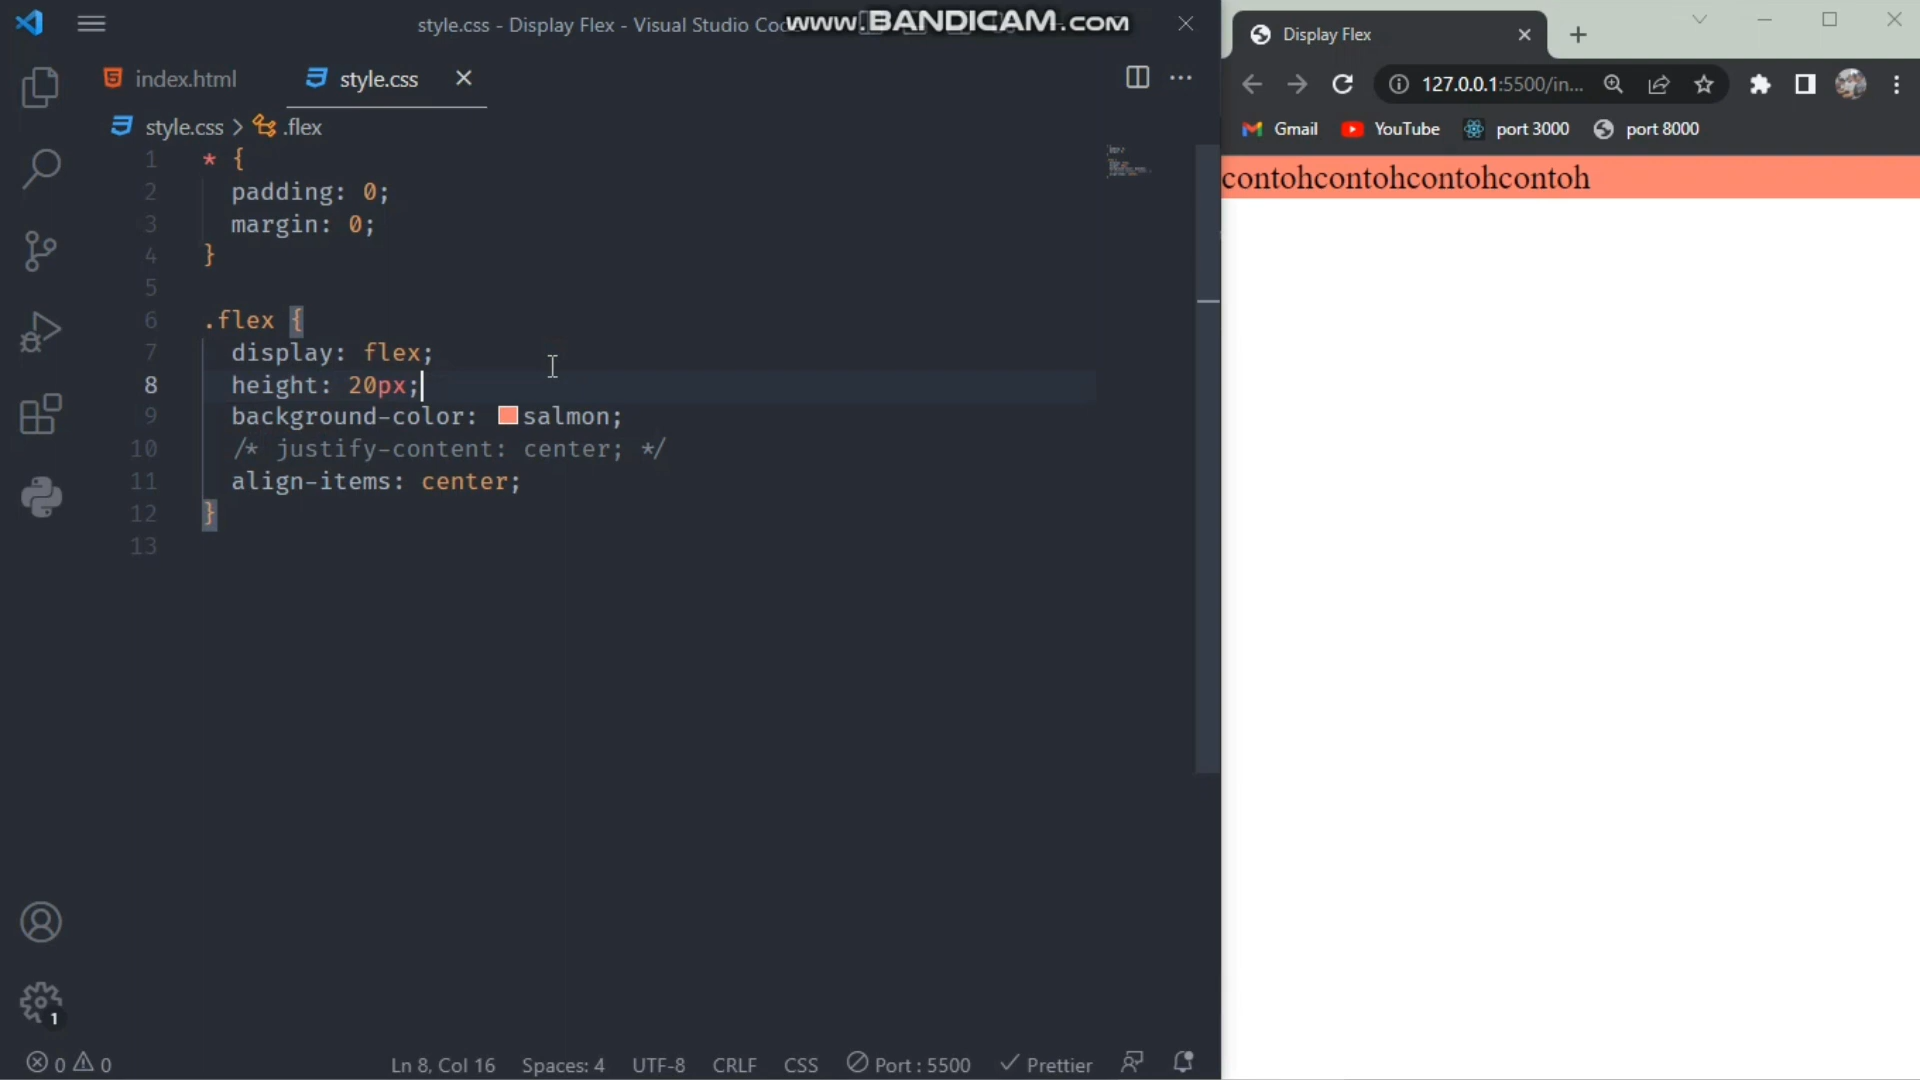 style.css - Display Flex - Visual Studio Co
www.BANDICAM.com
index.html
style.css
style.css > .flex
1 * {
2 padding: 0;
3 margin: 0;
4 }
5
6 .flex {
7 display: flex;
8 height: 20px;
9 background-color: salmon;
10 /* justify-content: center; */
11 align-items: center;
12 }
13
1
0 0
Ln 8, Col 16
Spaces: 4
UTF-8
CRLF
CSS
Port : 5500
Prettier
Display Flex
127.0.0.1:5500/in...
Gmail
YouTube
port 3000
port 8000
contohcontohcontohcontoh